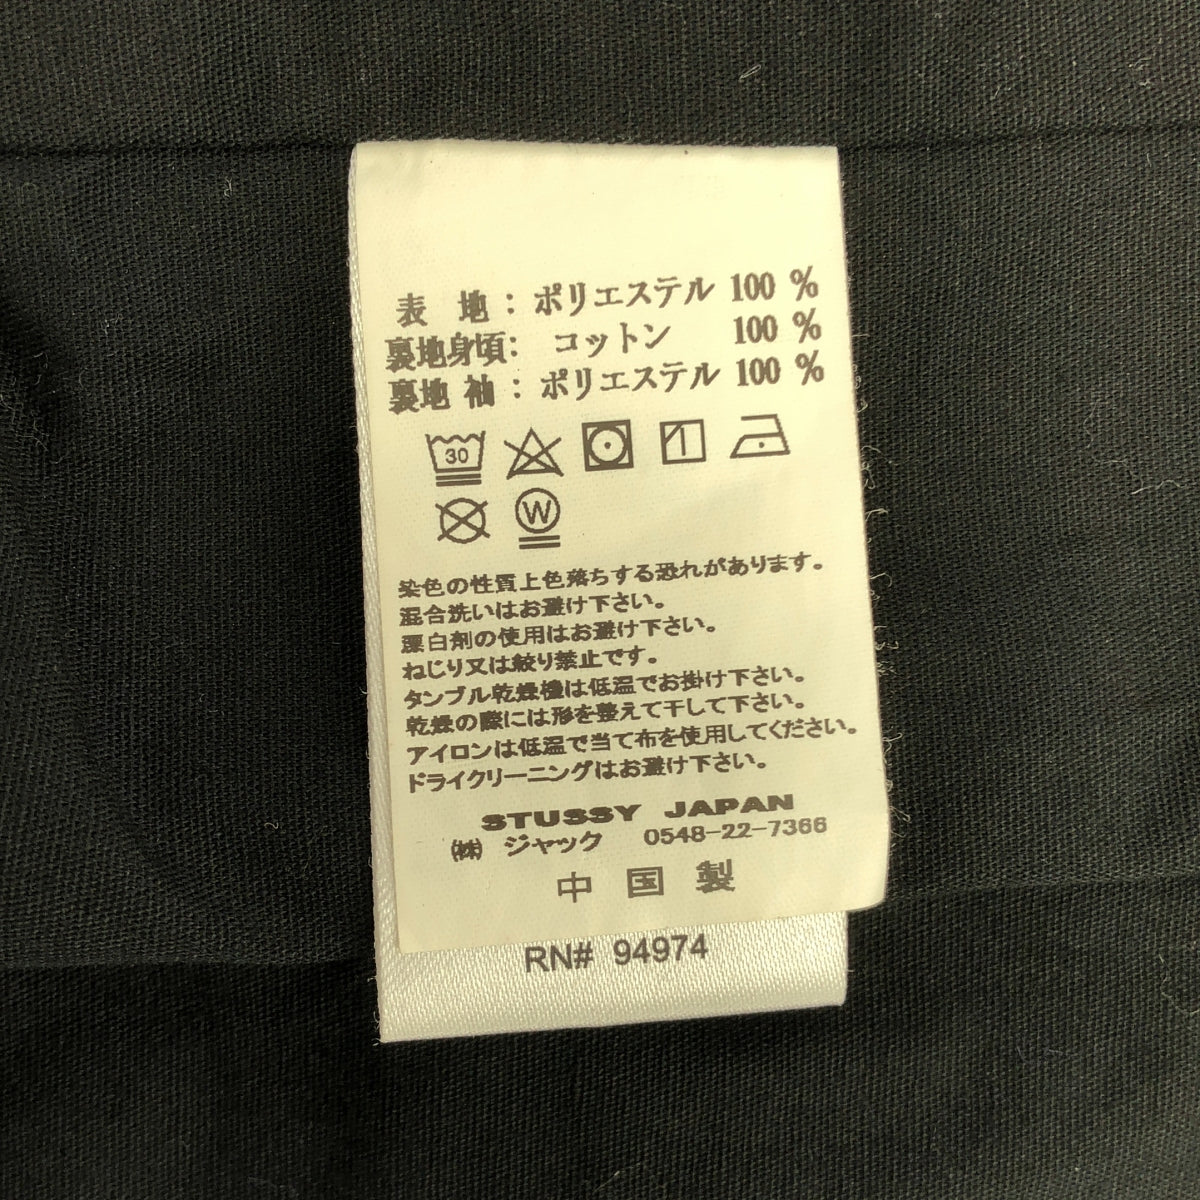 表 地 : ポリエステル 100 %
裏地身頃: コットン 100 %
裏地 袖 : ポリエステル 100 %
30
W
染色の性質上色落ちする恐れがあります。
混合洗いはお避け下さい。
漂白剤の使用はお避け下さい。
ねじり又は絞り禁止です。
タンブル乾燥機は低温でお掛け下さい。
乾燥の際には形を整えて干して下さい。
アイロンは低温で当て布を使用してください。
ドライクリーニングはお避け下さい。
STUSSY JAPAN
㈱ ジャック 0548-22-7366
中 国 製
RN# 94974